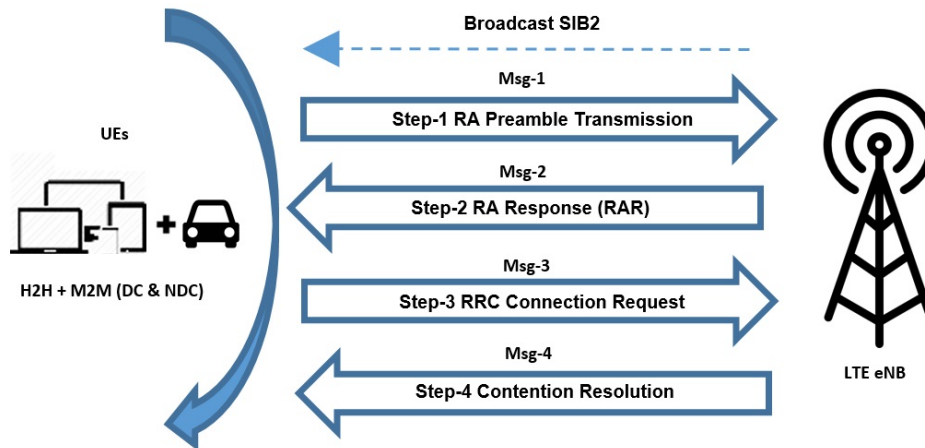 Broadcast SIB2
Msg-1
Step-1 RA Preamble Transmission
UEs
Msg-2
Step-2 RA Response (RAR)
H2H + M2M (DC & NDC)
Msg-3
Step-3 RRC Connection Request
Msg-4
Step-4 Contention Resolution
LTE eNB